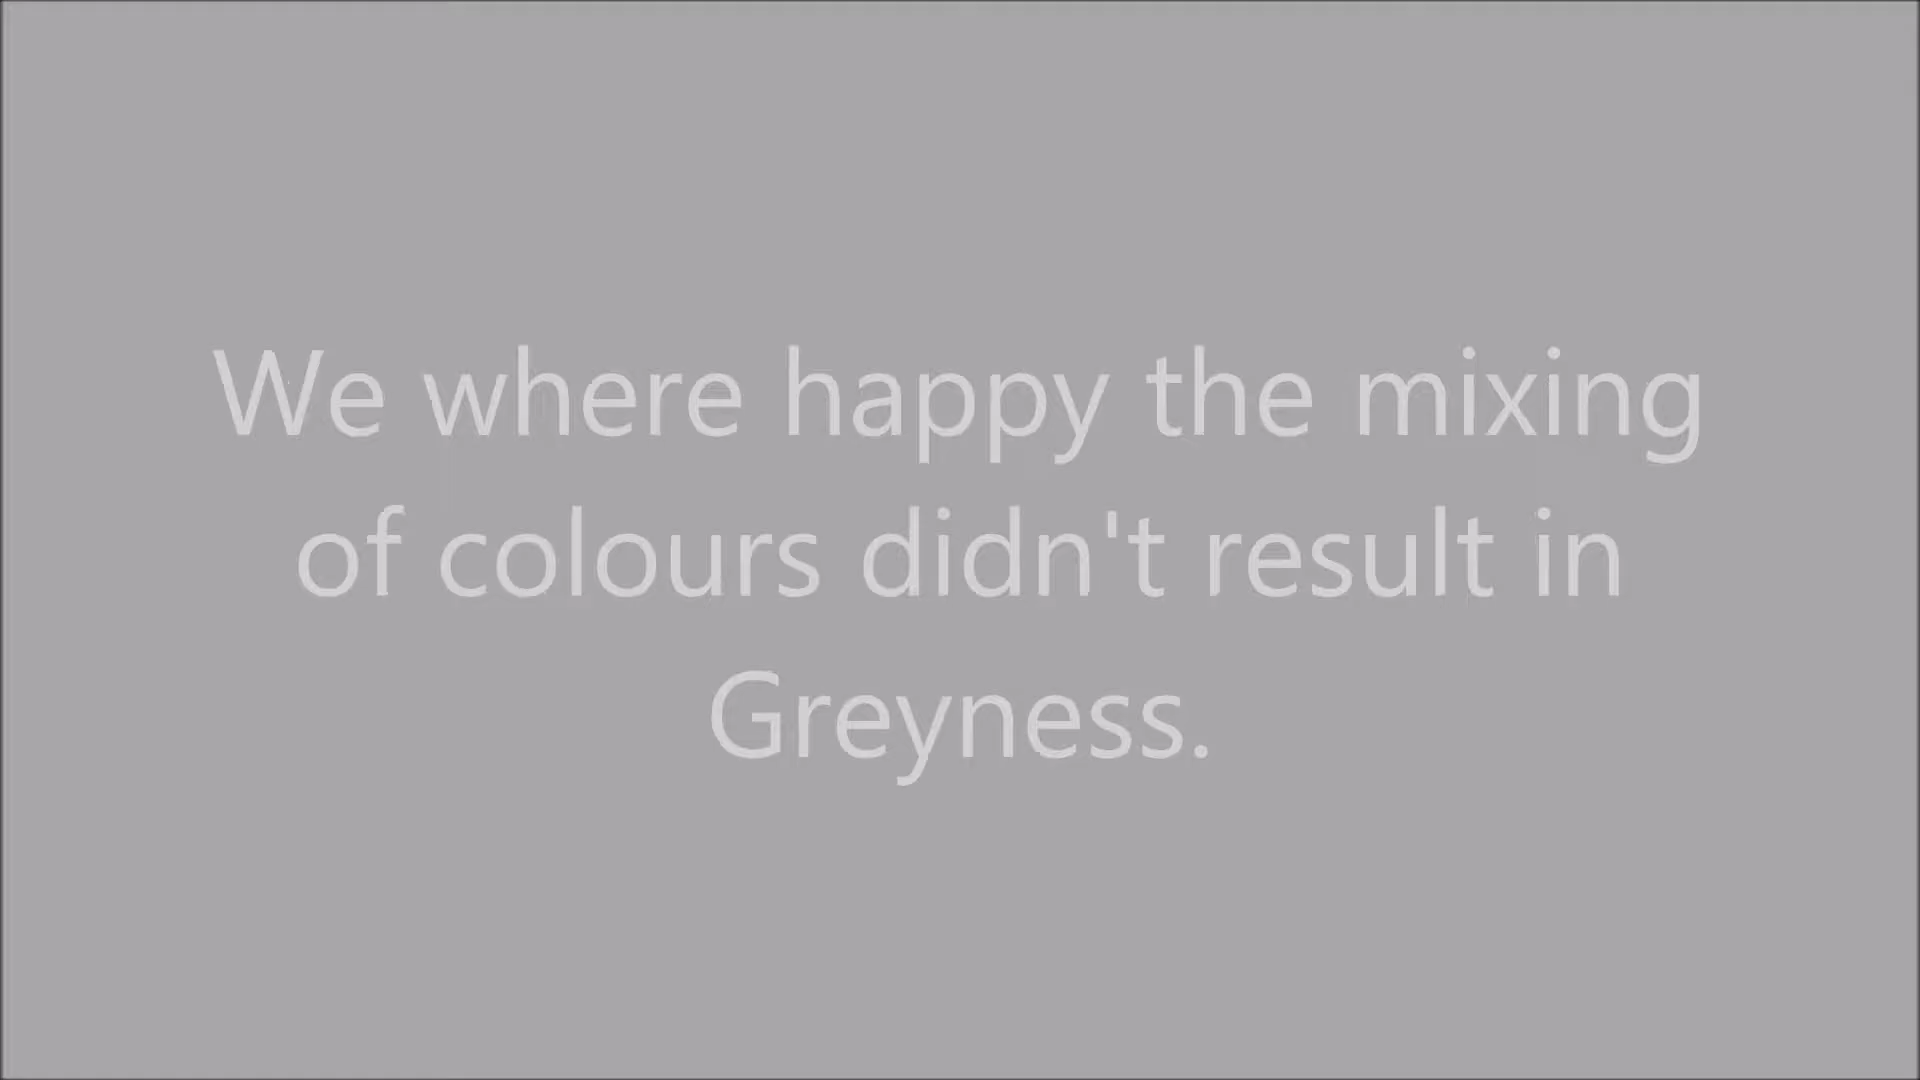 We where happy the mixing
of colours didn't result in
Greyness.